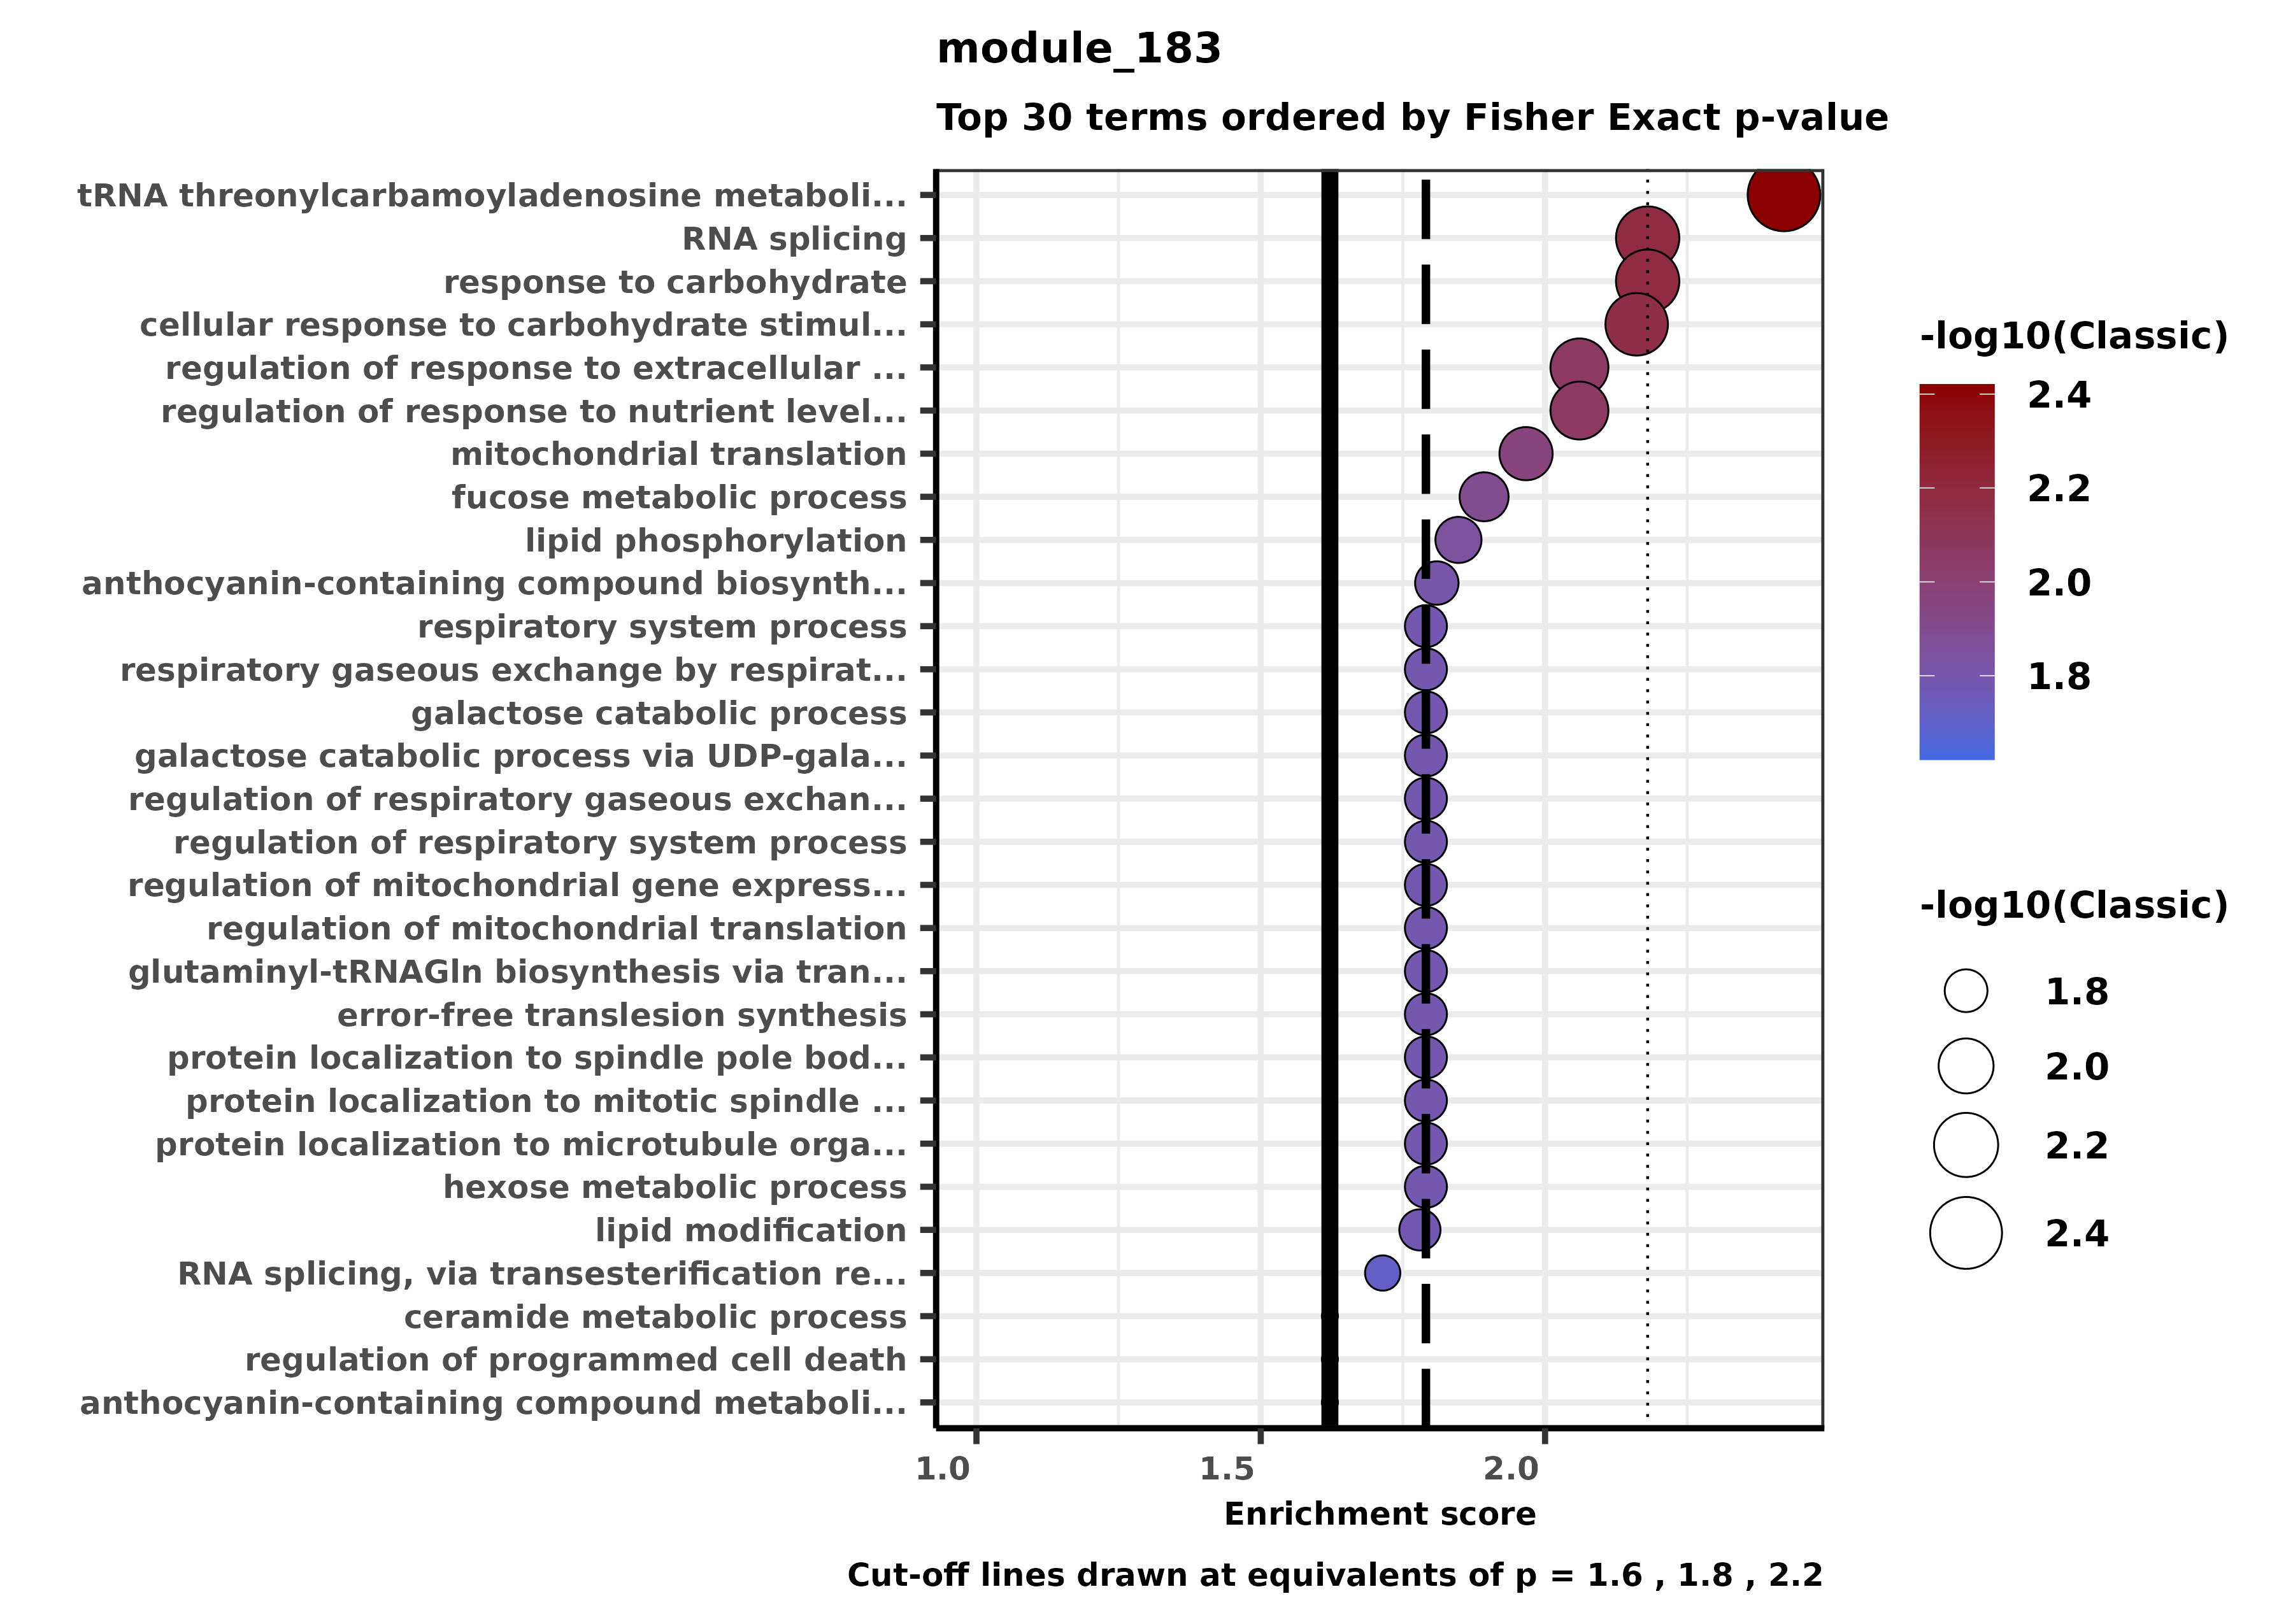 module_183
Top 30 terms ordered by Fisher Exact p-value
tRNA threonylcarbamoyladenosine metaboli...
RNA splicing
response to carbohydrate
cellular response to carbohydrate stimul...
regulation of response to extracellular ...
regulation of response to nutrient level...
mitochondrial translation
fucose metabolic process
lipid phosphorylation
anthocyanin-containing compound biosynth...
respiratory system process
respiratory gaseous exchange by respirat...
galactose catabolic process
galactose catabolic process via UDP-gala...
regulation of respiratory gaseous exchan...
regulation of respiratory system process
regulation of mitochondrial gene express...
regulation of mitochondrial translation
glutaminyl-tRNAGln biosynthesis via tran...
error-free translesion synthesis
protein localization to spindle pole bod...
protein localization to mitotic spindle ...
protein localization to microtubule orga...
hexose metabolic process
lipid modification
RNA splicing, via transesterification re...
ceramide metabolic process
regulation of programmed cell death
anthocyanin-containing compound metaboli...
1.0 1.5 2.0
Enrichment score
Cut-off lines drawn at equivalents of p = 1.6 , 1.8 , 2.2
-log10(Classic)
2.4
2.2
2.0
1.8
-log10(Classic)
1.8
2.0
2.2
2.4